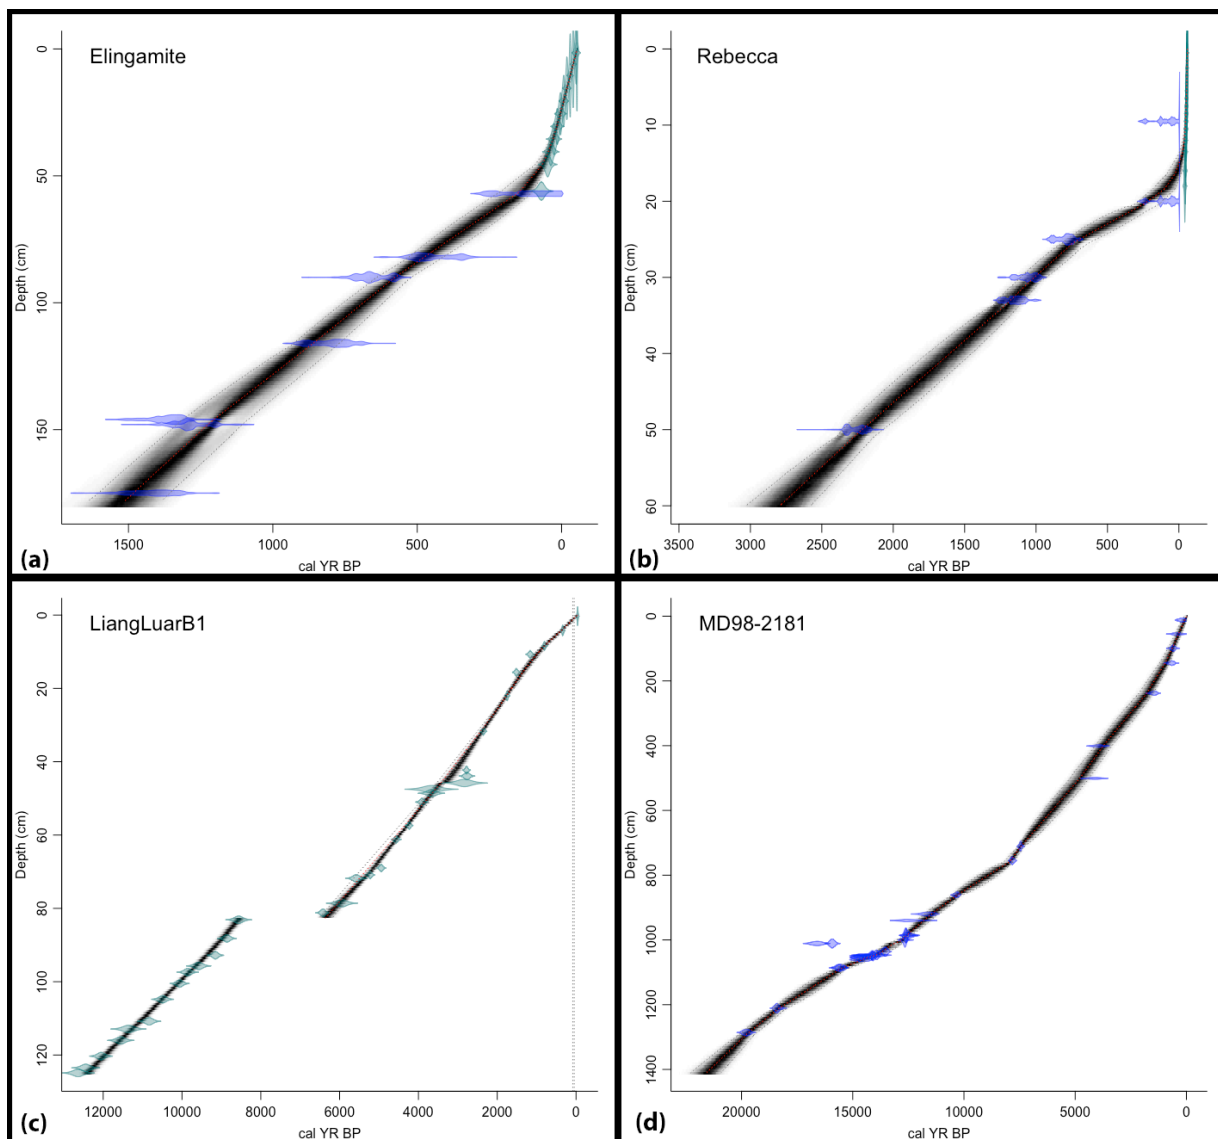 Elingamite
0
50
100
150
Depth (cm)
1500 1000 500 0
cal YR BP
(a)
Rebecca
0
10
20
30
40
50
60
Depth (cm)
3500 3000 2500 2000 1500 1000 500 0
cal YR BP
(b)
LiangLuarB1
0
20
40
60
80
100
120
Depth (cm)
12000 10000 8000 6000 4000 2000 0
cal YR BP
(c)
MD98-2181
0
200
400
600
800
1000
1200
1400
Depth (cm)
20000 15000 10000 5000 0
cal YR BP
(d)